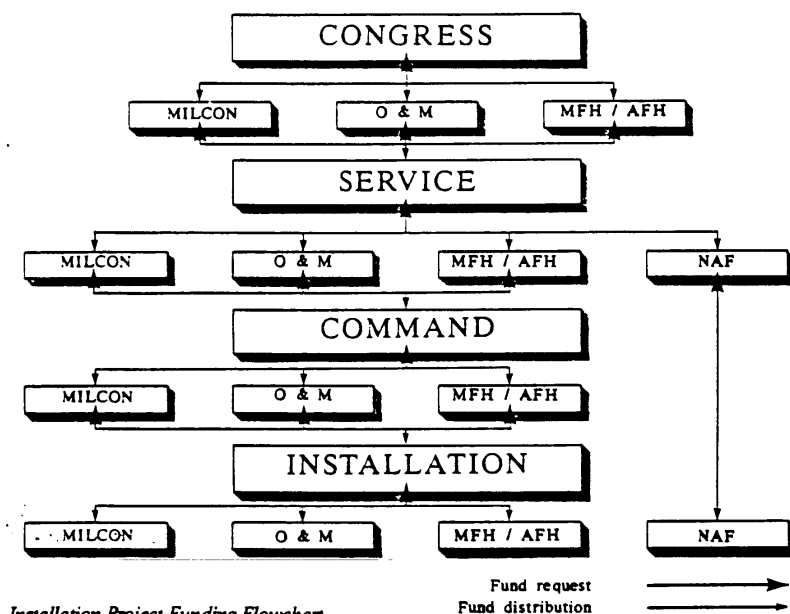 CONGRESS
MILCON
O & M
MFH / AFH
SERVICE
MILCON
O & M
MFH / AFH
NAF
COMMAND
MILCON
O & M
MFH / AFH
INSTALLATION
MILCON
O & M
MFH / AFH
NAF
Fund request
Installation Project Funding Flowchart
Fund distribution